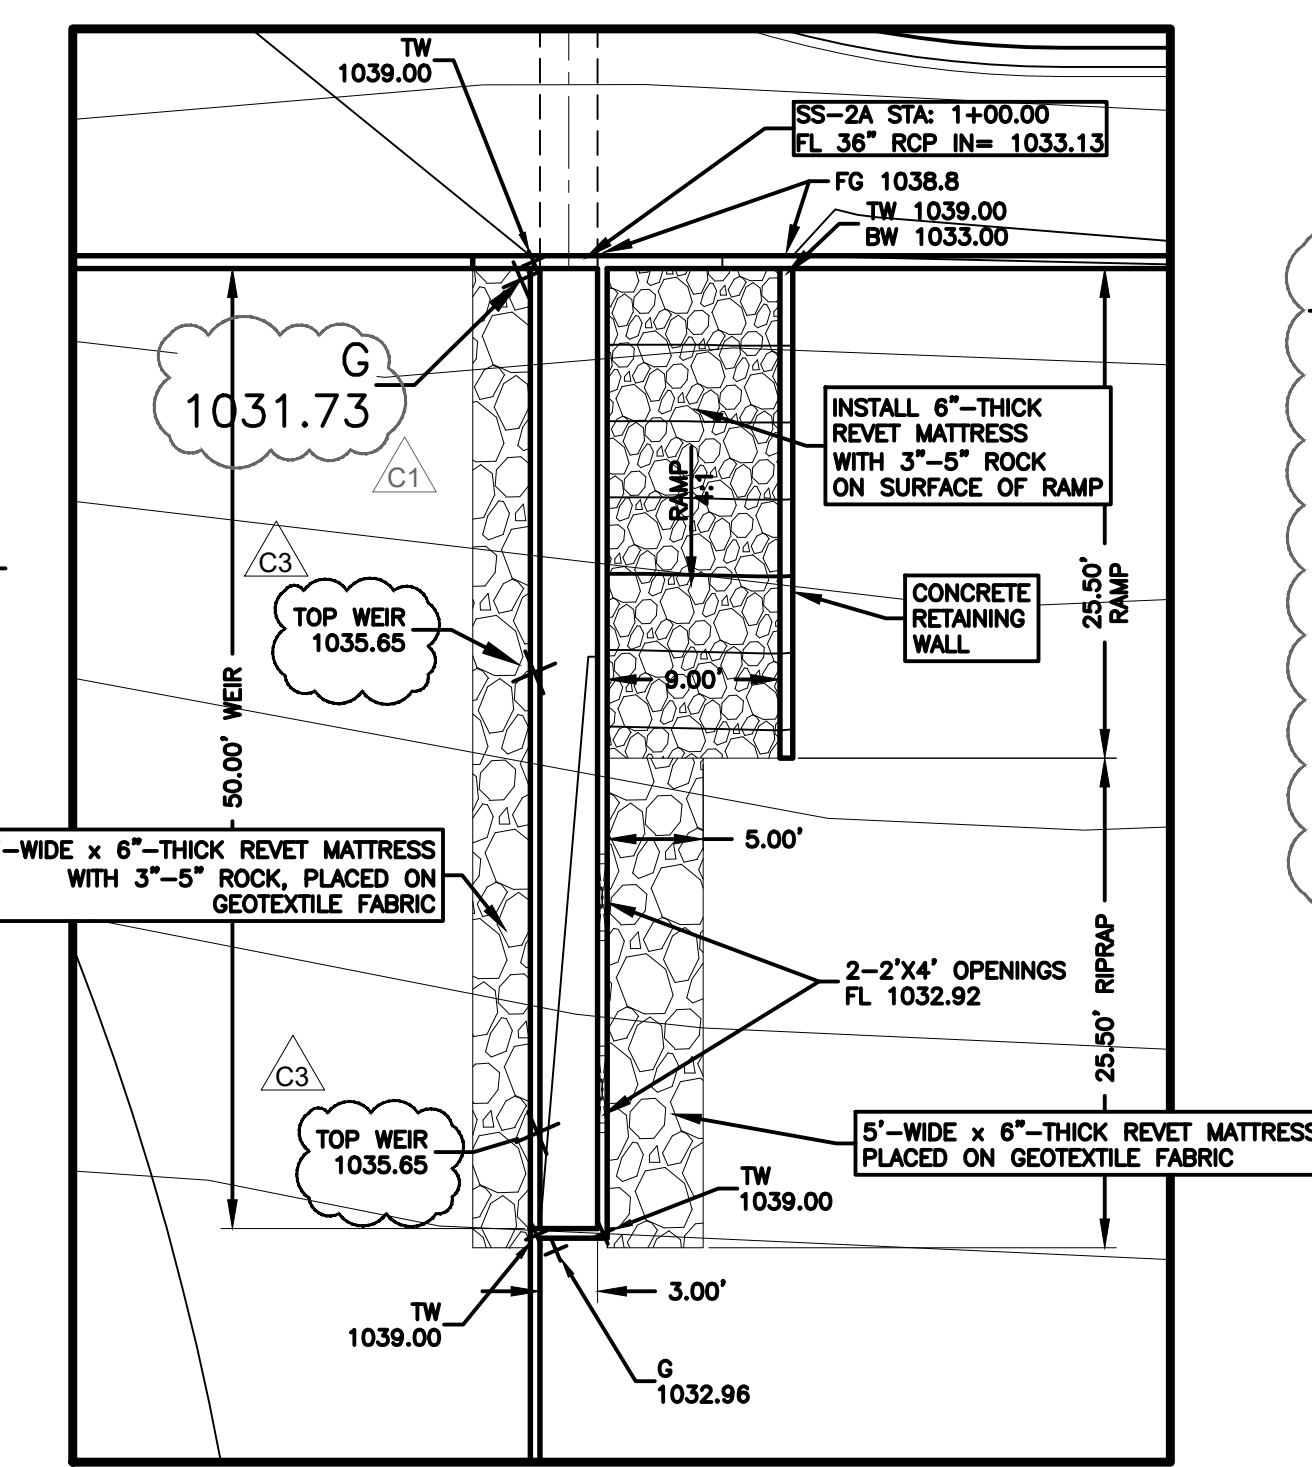 TW
1039.00
SS-2A STA: 1+00.00
FL 36" RCP IN= 1033.13
FG 1038.8
TW 1039.00
BW 1033.00
G
1031.73
C1
INSTALL 6"-THICK
REVET MATTRESS
WITH 3"-5" ROCK
ON SURFACE OF RAMP
RAMP
4:1
C3
TOP WEIR
1035.65
CONCRETE
RETAINING
WALL
25.50'
RAMP
9.00'
50.00' WEIR
'-WIDE x 6"-THICK REVET MATTRESS
WITH 3"-5" ROCK, PLACED ON
GEOTEXTILE FABRIC
5.00'
2-2'X4' OPENINGS
FL 1032.92
25.50' RIPRAP
C3
TOP WEIR
1035.65
5'-WIDE x 6"-THICK REVET MATTRESS
PLACED ON GEOTEXTILE FABRIC
TW
1039.00
3.00'
TW
1039.00
G
1032.96